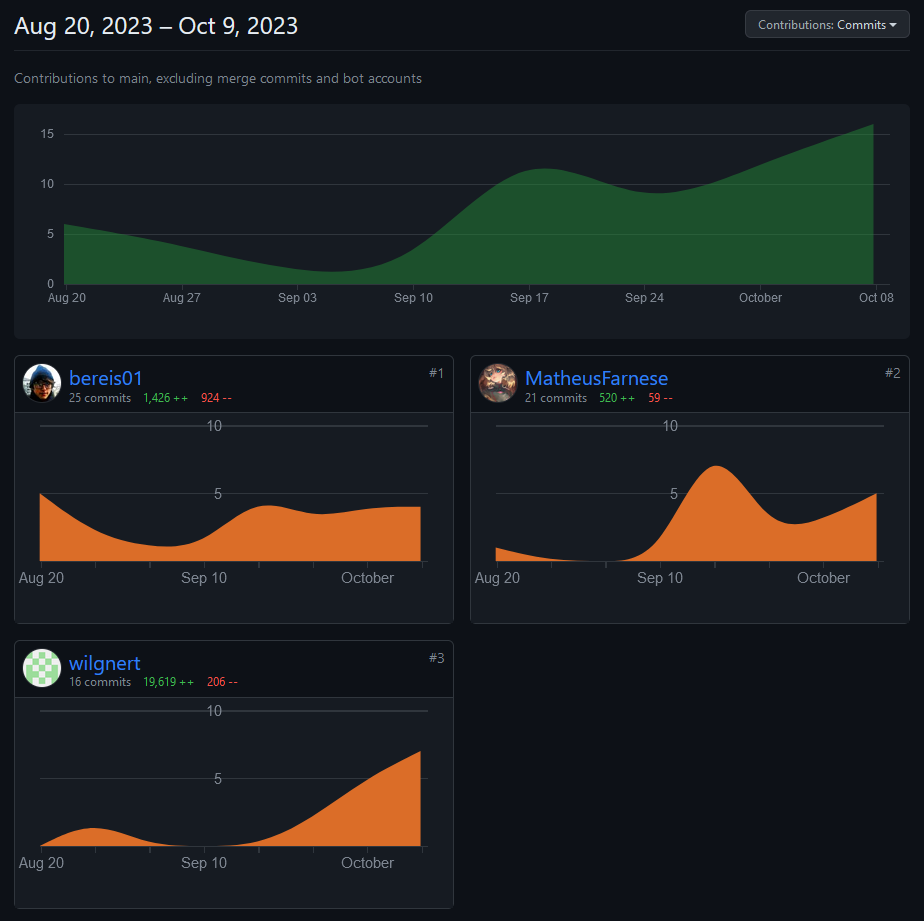 Aug 20, 2023 – Oct 9, 2023
Contributions: Commits
Contributions to main, excluding merge commits and bot accounts
15
10
5
0
Aug 20 Aug 27 Sep 03 Sep 10 Sep 17 Sep 24 October Oct 08
bereis01 #1
25 commits 1,426 ++ 924 --
10
5
Aug 20 Sep 10 October
MatheusFarnese #2
21 commits 520 ++ 59 --
10
5
Aug 20 Sep 10 October
wilgnert #3
16 commits 19,619 ++ 206 --
10
5
Aug 20 Sep 10 October